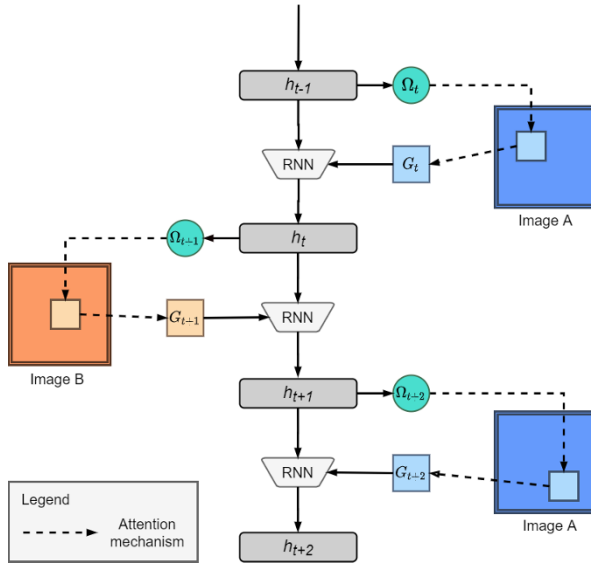 h_{t-1}
Ω_t
RNN
G_t
Image A
h_t
Ω_{t+1}
G_{t+1}
RNN
Image B
h_{t+1}
Ω_{t+2}
RNN
G_{t+2}
Image A
Legend
Attention
mechanism
h_{t+2}